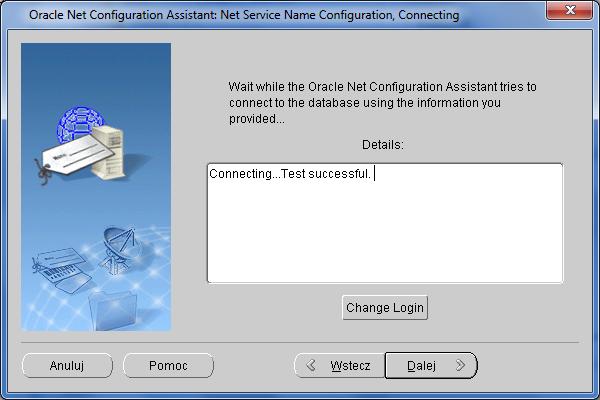 Oracle Net Configuration Assistant: Net Service Name Configuration, Connecting
Wait while the Oracle Net Configuration Assistant tries to
connect to the database using the information you
provided...
Details:
Connecting...Test successful.
Change Login
Anuluj
Pomoc
Wstecz
Dalej